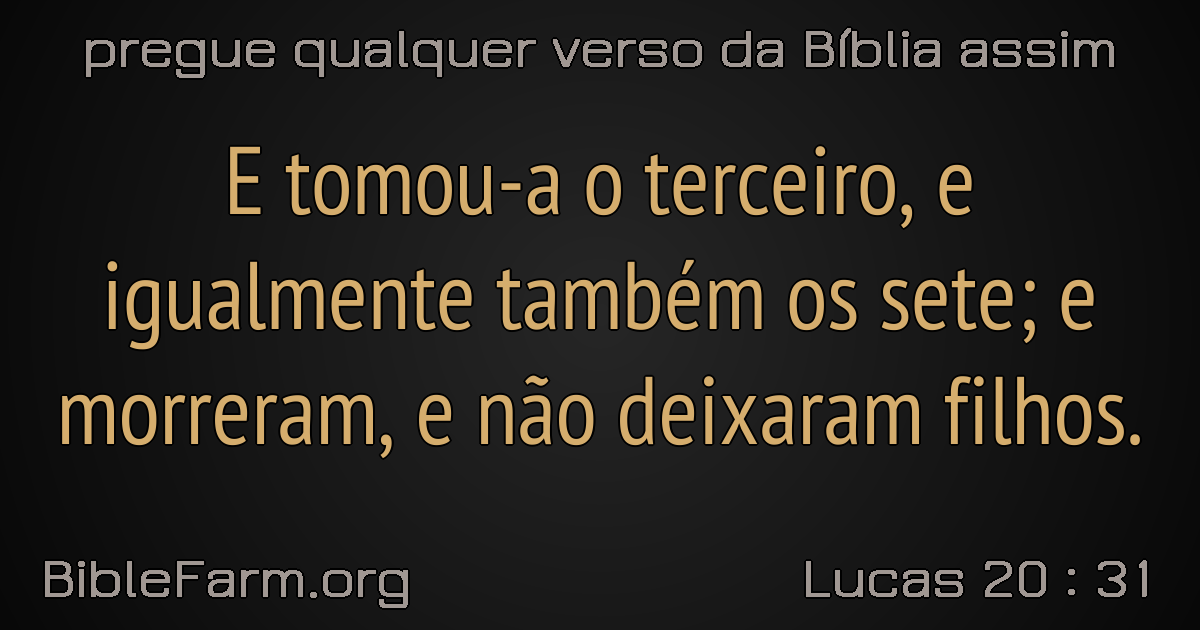 pregue qualquer verso da Bíblia assim
E tomou-a o terceiro, e
igualmente também os sete; e
morreram, e não deixaram filhos.
BibleFarm.org
Lucas 20 : 31